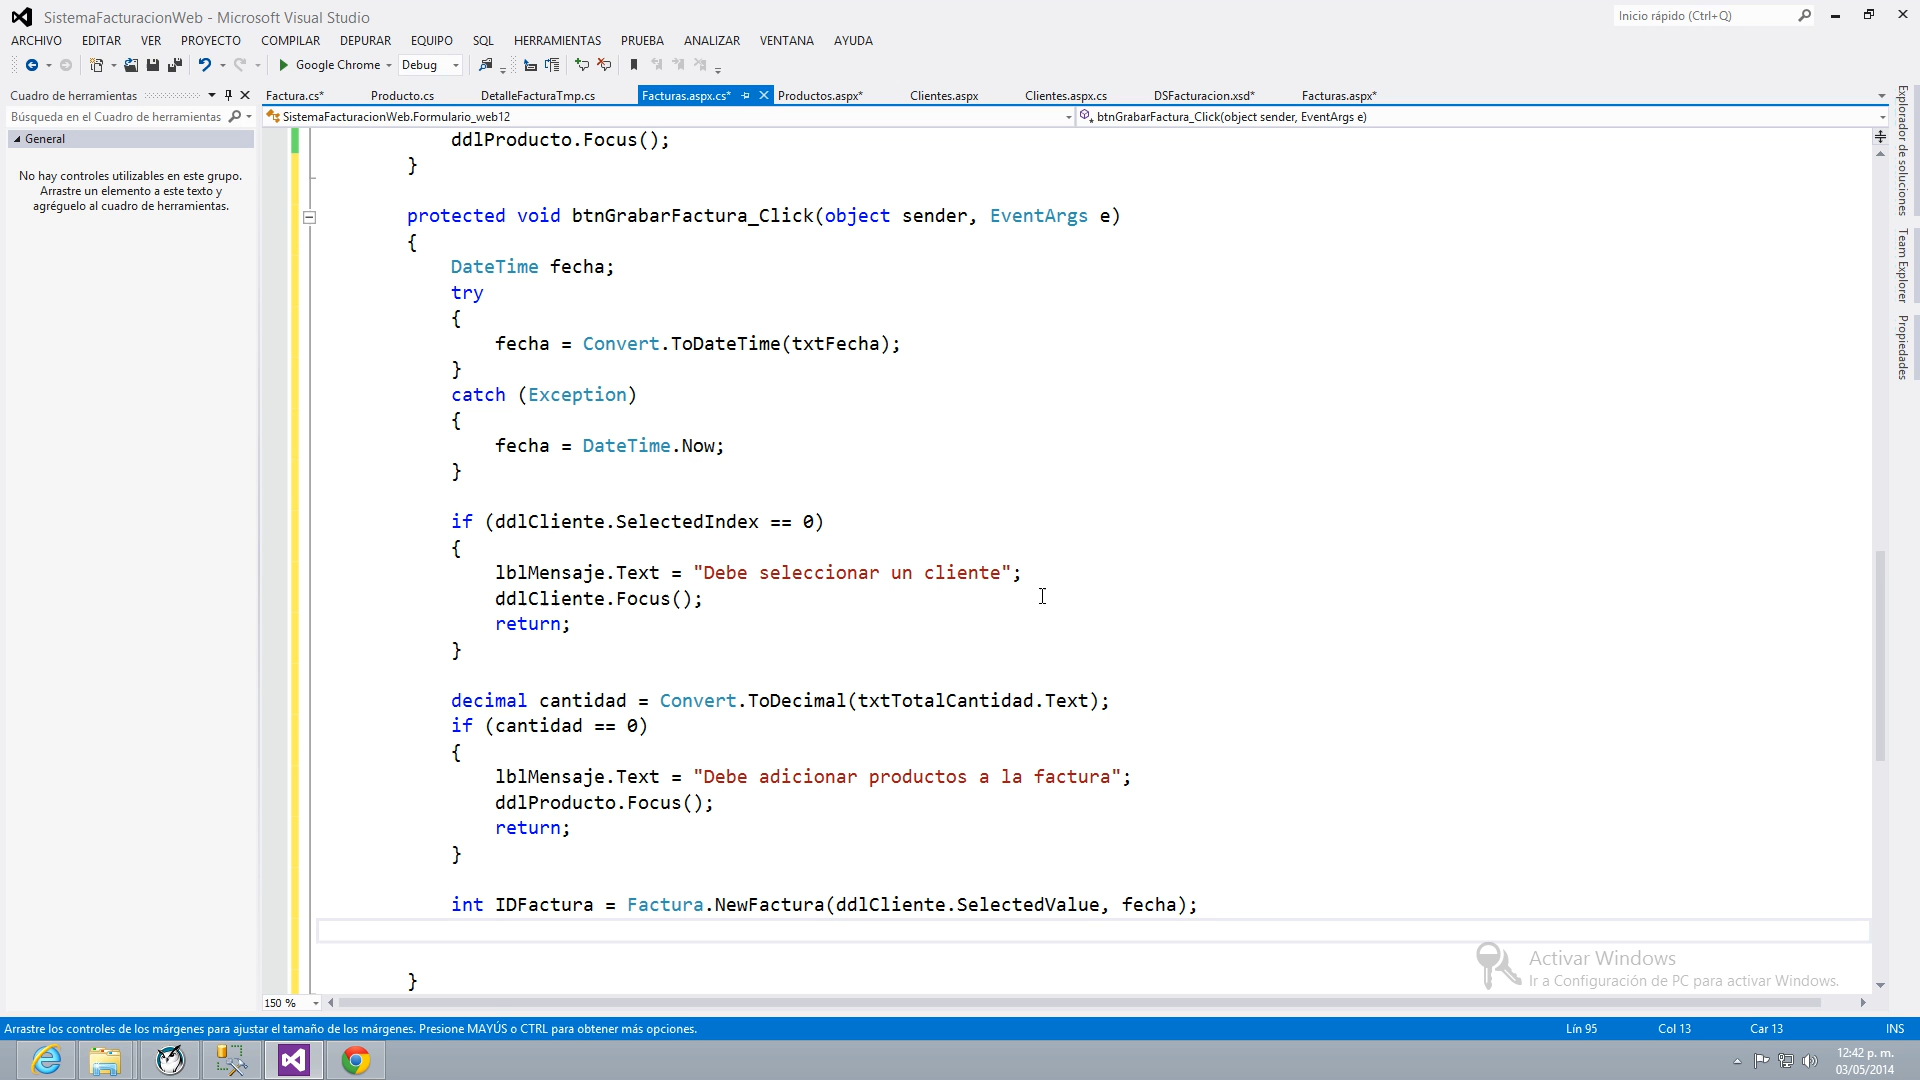 SistemaFacturacionWeb - Microsoft Visual Studio
Inicio rápido (Ctrl+Q)
ARCHIVO EDITAR VER PROYECTO COMPILAR DEPURAR EQUIPO SQL HERRAMIENTAS PRUEBA ANALIZAR VENTANA AYUDA
Google Chrome Debug
Cuadro de herramientas
Factura.cs* Producto.cs DetalleFacturaTmp.cs Facturas.aspx.cs* Productos.aspx* Clientes.aspx Clientes.aspx.cs DSFacturacion.xsd* Facturas.aspx*
Búsqueda en el Cuadro de herramientas
SistemaFacturacionWeb.Formulario_web12
btnGrabarFactura_Click(object sender, EventArgs e)
General
No hay controles utilizables en este grupo.
Arrastre un elemento a este texto y
agréguelo al cuadro de herramientas.
ddlProducto.Focus();
}
protected void btnGrabarFactura_Click(object sender, EventArgs e)
{
DateTime fecha;
try
{
fecha = Convert.ToDateTime(txtFecha);
}
catch (Exception)
{
fecha = DateTime.Now;
}
if (ddlCliente.SelectedIndex == 0)
{
lblMensaje.Text = "Debe seleccionar un cliente";
ddlCliente.Focus();
return;
}
decimal cantidad = Convert.ToDecimal(txtTotalCantidad.Text);
if (cantidad == 0)
{
lblMensaje.Text = "Debe adicionar productos a la factura";
ddlProducto.Focus();
return;
}
int IDFactura = Factura.NewFactura(ddlCliente.SelectedValue, fecha);
}
Explorador de soluciones
Team Explorer
Propiedades
Activar Windows
Ir a Configuración de PC para activar Windows.
150 %
Arrastre los controles de los márgenes para ajustar el tamaño de los márgenes. Presione MAYÚS o CTRL para obtener más opciones.
Lín 95 Col 13 Car 13 INS
12:42 p. m.
03/05/2014